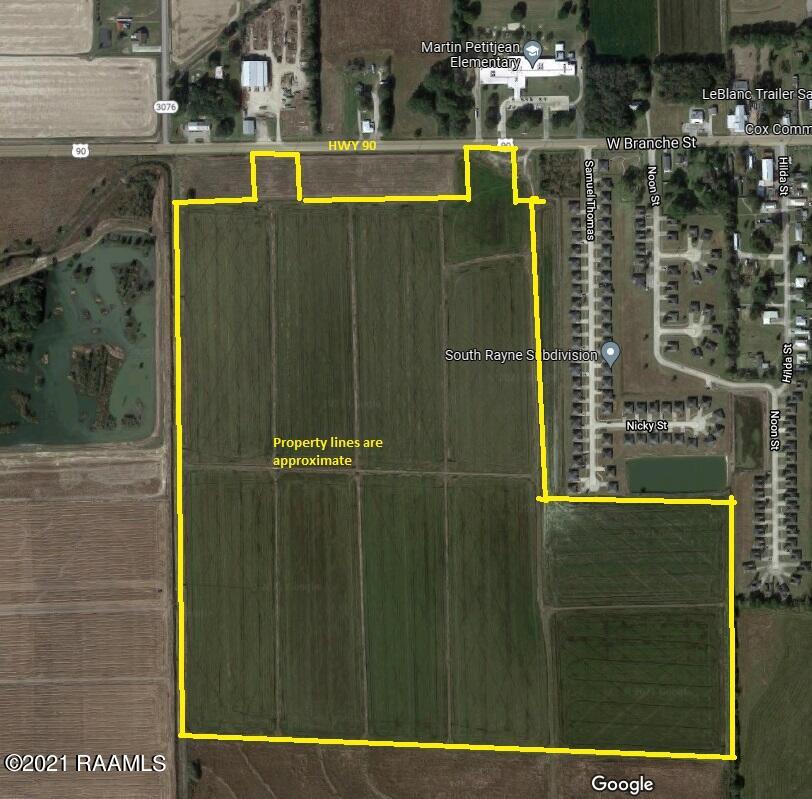 Martin Petitjean
Elementary
LeBlanc Trailer Sa
3076
Cox Comm
90
HWY 90
90
W Branche St
Samuel Thomas
Noon St
Hilda St
South Rayne Subdivision
Hilda St
Nicky St
Noon St
Property lines are
approximate
©2021 RAAMLS
Google